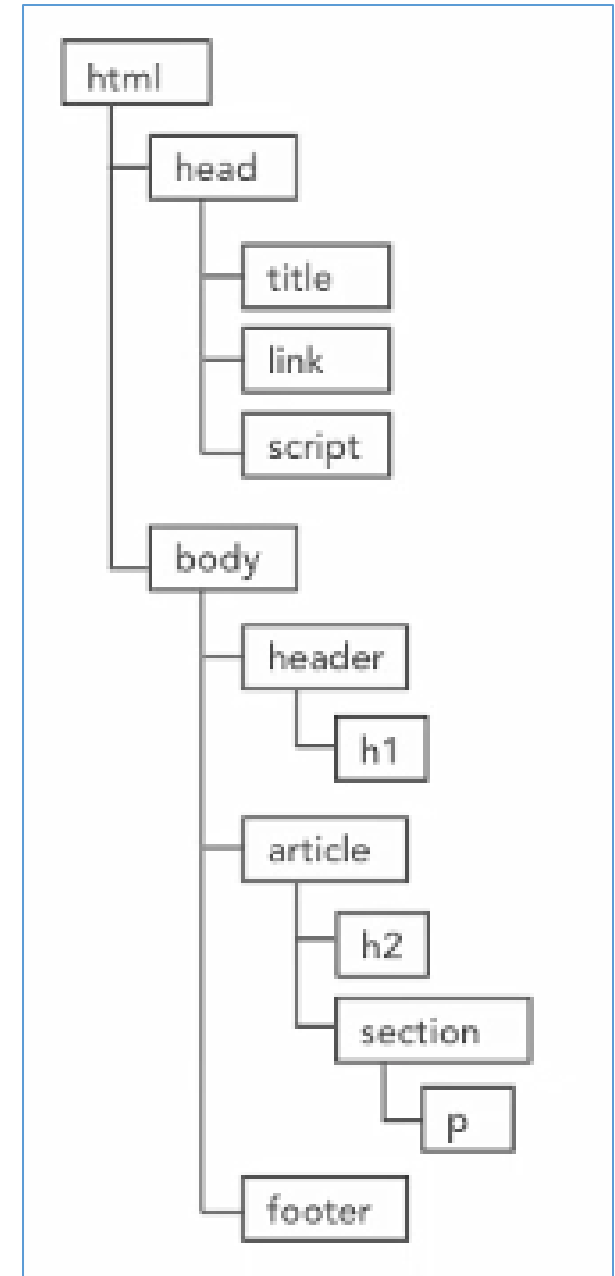 html
head
title
link
script
body
header
h1
article
h2
section
p
footer